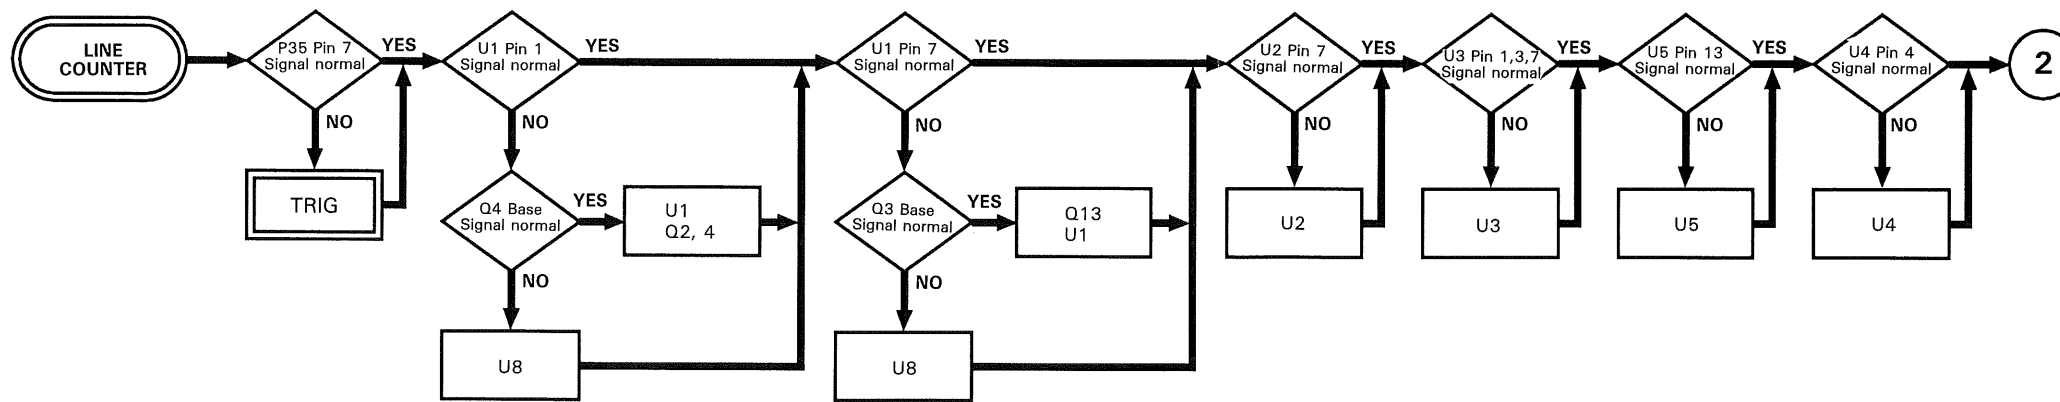 LINE
COUNTER
P35 Pin 7
Signal normal
YES
NO
TRIG
U1 Pin 1
Signal normal
YES
NO
Q4 Base
Signal normal
YES
U1
Q2, 4
NO
U8
U1 Pin 7
Signal normal
YES
NO
Q3 Base
Signal normal
YES
Q13
U1
NO
U8
U2 Pin 7
Signal normal
YES
NO
U2
U3 Pin 1,3,7
Signal normal
YES
NO
U3
U5 Pin 13
Signal normal
YES
NO
U5
U4 Pin 4
Signal normal
YES
NO
U4
2